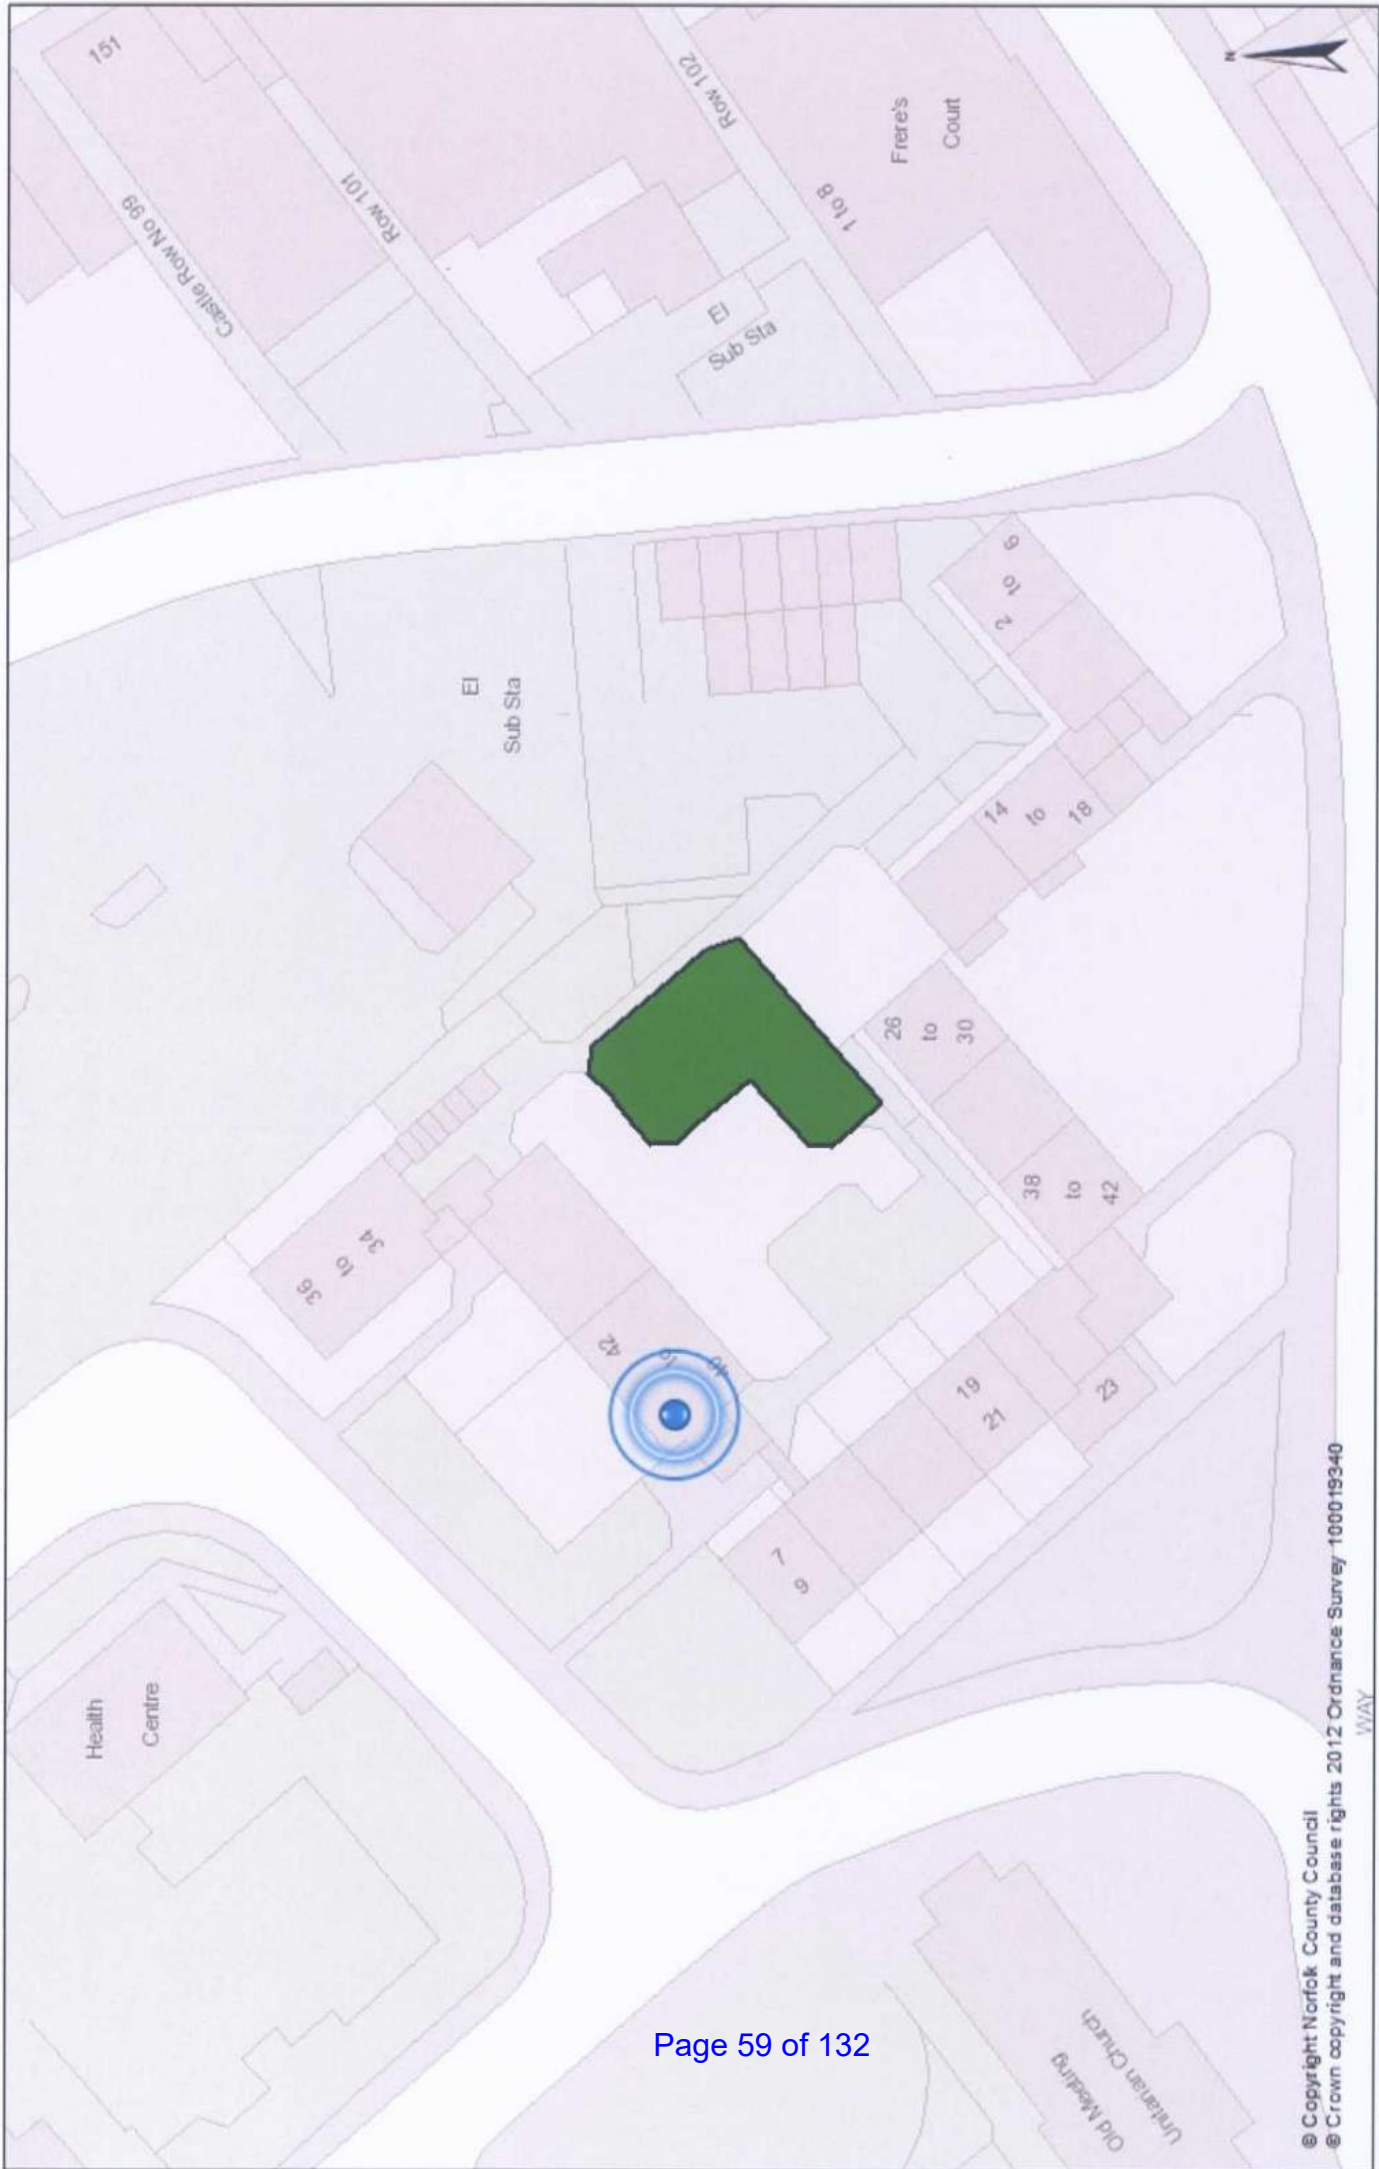 151
Castle Row No 99
Row 101
Row 102
Frere's
Court
1 to 8
N
El
Sub Sta
El
Sub Sta
2 to 6
14
to
18
26
to
30
38
to
42
36 to 34
42
to
19
21
23
7
9
Health
Centre
Old Meeting
Unitarian Church
WAY
© Copyright Norfolk County Council
© Crown copyright and database rights 2012 Ordnance Survey 100019340
Page 59 of 132